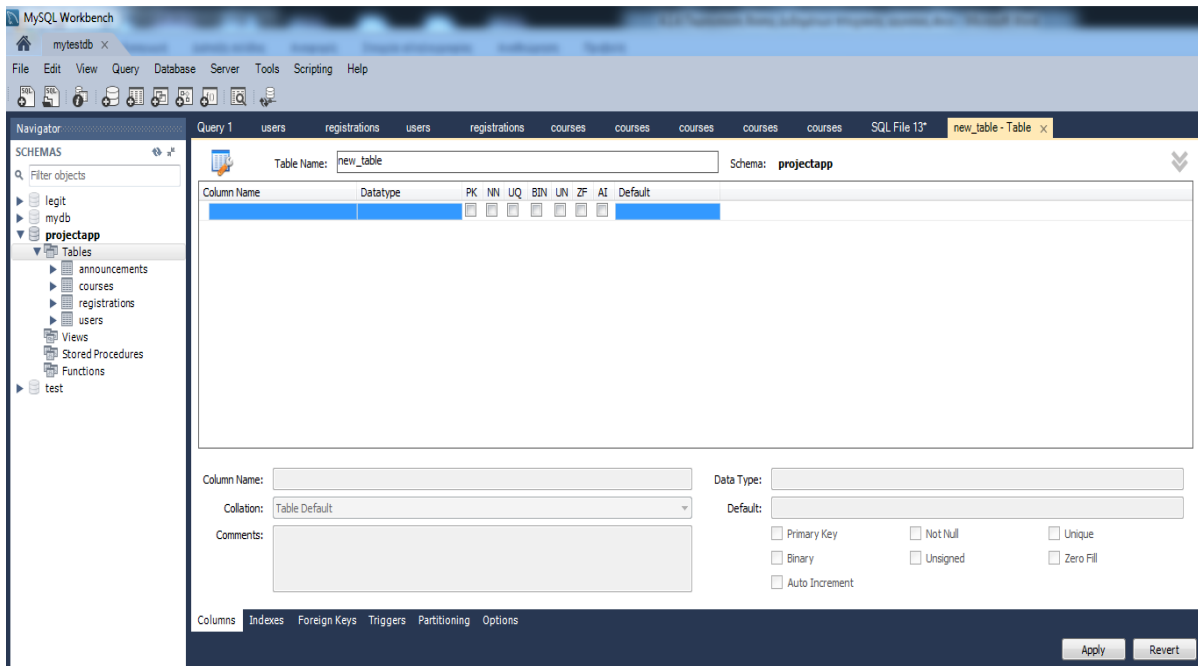 MySQL Workbench
mytestdb ×
File Edit View Query Database Server Tools Scripting Help
Navigator
SCHEMAS
Filter objects
legit
mydb
projectapp
Tables
announcements
courses
registrations
users
Views
Stored Procedures
Functions
test
Query 1 users registrations users registrations courses courses courses courses courses SQL File 13* new_table - Table ×
Table Name: new_table Schema: projectapp
Column Name Datatype PK NN UQ BIN UN ZF AI Default
Column Name: Data Type:
Collation: Table Default Default:
Comments: Primary Key Not Null Unique
Binary Unsigned Zero Fill
Auto Increment
Columns Indexes Foreign Keys Triggers Partitioning Options
Apply Revert